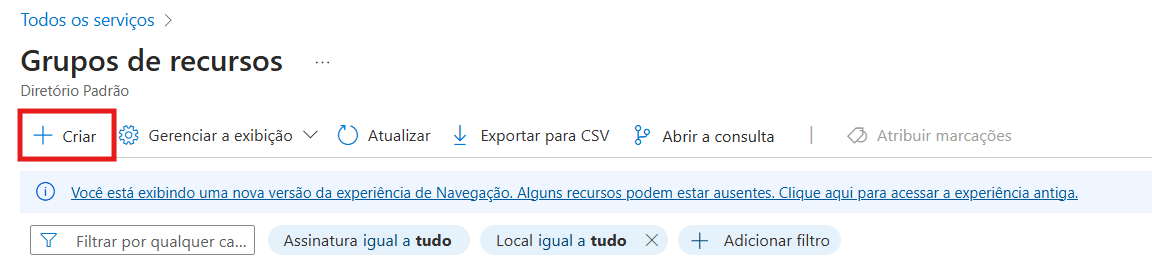 Todos os serviços
Grupos de recursos ...
Diretório Padrão
Criar Gerenciar a exibição Atualizar Exportar para CSV Abrir a consulta Atribuir marcações
Você está exibindo uma nova versão da experiência de Navegação. Alguns recursos podem estar ausentes. Clique aqui para acessar a experiência antiga.
Filtrar por qualquer ca... Assinatura igual a tudo Local igual a tudo Adicionar filtro